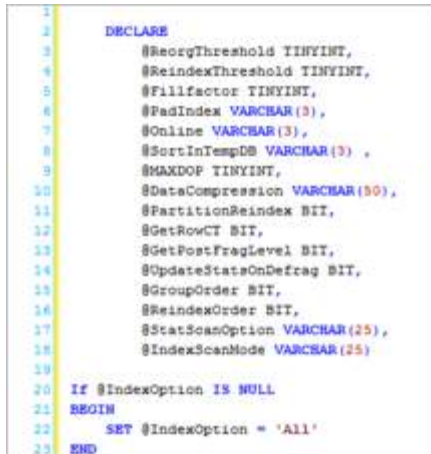 1
2 DECLARE
3 @ReorgThreshold TINYINT,
4 @ReindexThreshold TINYINT,
5 @Fillfactor TINYINT,
6 @PadIndex VARCHAR(3),
7 @Online VARCHAR(3),
8 @SortInTempDB VARCHAR(3) ,
9 @MAXDOP TINYINT,
10 @DataCompression VARCHAR(50),
11 @PartitionReindex BIT,
12 @GetRowCT BIT,
13 @GetPostFragLevel BIT,
14 @UpdateStatsOnDefrag BIT,
15 @GroupOrder BIT,
16 @ReindexOrder BIT,
17 @StatScanOption VARCHAR(25),
18 @IndexScanMode VARCHAR(25)
19
20 If @IndexOption IS NULL
21 BEGIN
22 SET @IndexOption = 'All'
23 END